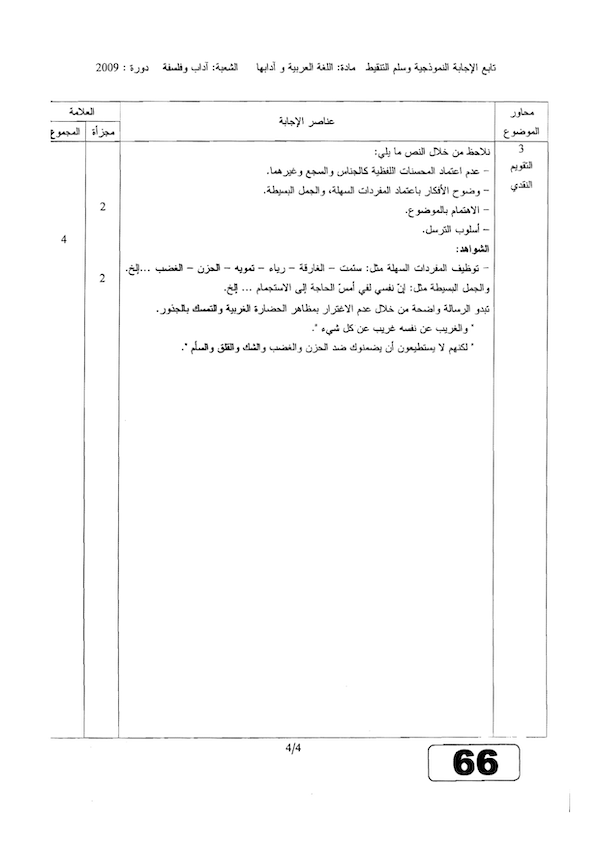 تابع الإجابة النموذجية وسلم التنقيط مادة: اللغة العربية و آدابها الشعبة: آداب وفلسفة دورة : 2009
محاور الموضوع
عناصر الإجابة
العلامة
مجزأة
المجموع
3
التقويم
النقدي
نلاحظ من خلال النص ما يلي:
– عدم اعتماد المحسنات اللفظية كالجناس والسجع وغيرهما.
– وضوح الأفكار باعتماد المفردات السهلة، والجمل البسيطة.
– الاهتمام بالموضوع.
– أسلوب الترسل.
الشواهد:
– توظيف المفردات السهلة مثل: سئمت – الغارقة – رياء – تمويه – الحزن – الغضب ...إلخ.
والجمل البسيطة مثل: إنّ نفسي لفي أمسّ الحاجة إلى الاستجمام ... إلخ.
تبدو الرسالة واضحة من خلال عدم الاغترار بمظاهر الحضارة الغربية والتمسك بالجذور.
" والغريب عن نفسه غريب عن كل شيء ".
" لكنهم لا يستطيعون أن يضمنوك ضد الحزن والغضب والشك والقلق والسأم ".
2
2
4
4/4
66